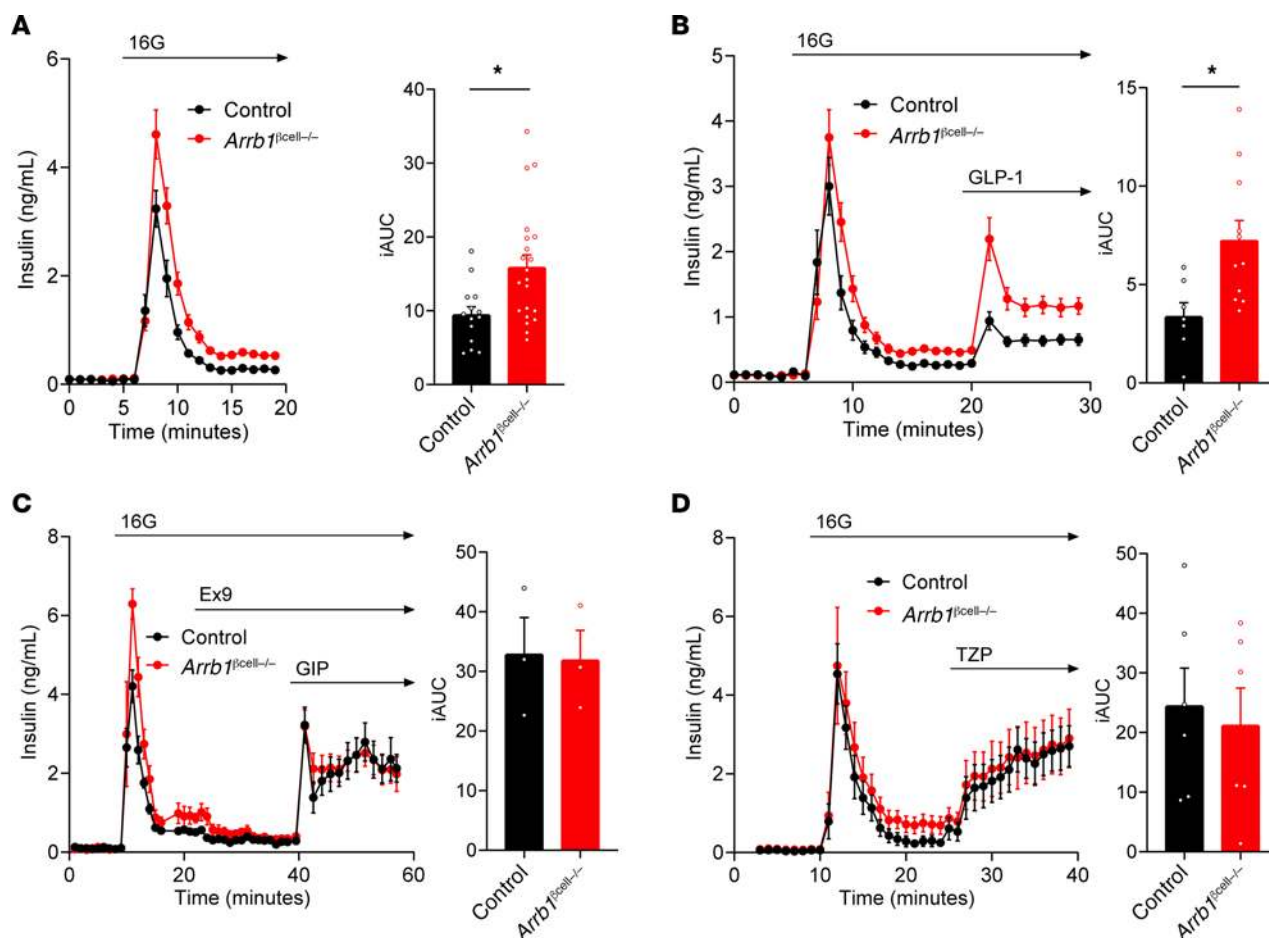 A
16G
Control
Arrb1βcell–/–
Insulin (ng/mL)
6
4
2
0
0 5 10 15 20
Time (minutes)
*
iAUC
40
30
20
10
0
Control
Arrb1βcell–/–
B
16G
Control
Arrb1βcell–/–
GLP-1
Insulin (ng/mL)
5
4
3
2
1
0
0 10 20 30
Time (minutes)
*
iAUC
15
10
5
0
Control
Arrb1βcell–/–
C
16G
Ex9
Control
Arrb1βcell–/–
GIP
Insulin (ng/mL)
8
6
4
2
0
0 20 40 60
Time (minutes)
iAUC
50
40
30
20
10
0
Control
Arrb1βcell–/–
D
16G
Control
Arrb1βcell–/–
TZP
Insulin (ng/mL)
8
6
4
2
0
0 10 20 30 40
Time (minutes)
iAUC
50
40
30
20
10
0
Control
Arrb1βcell–/–